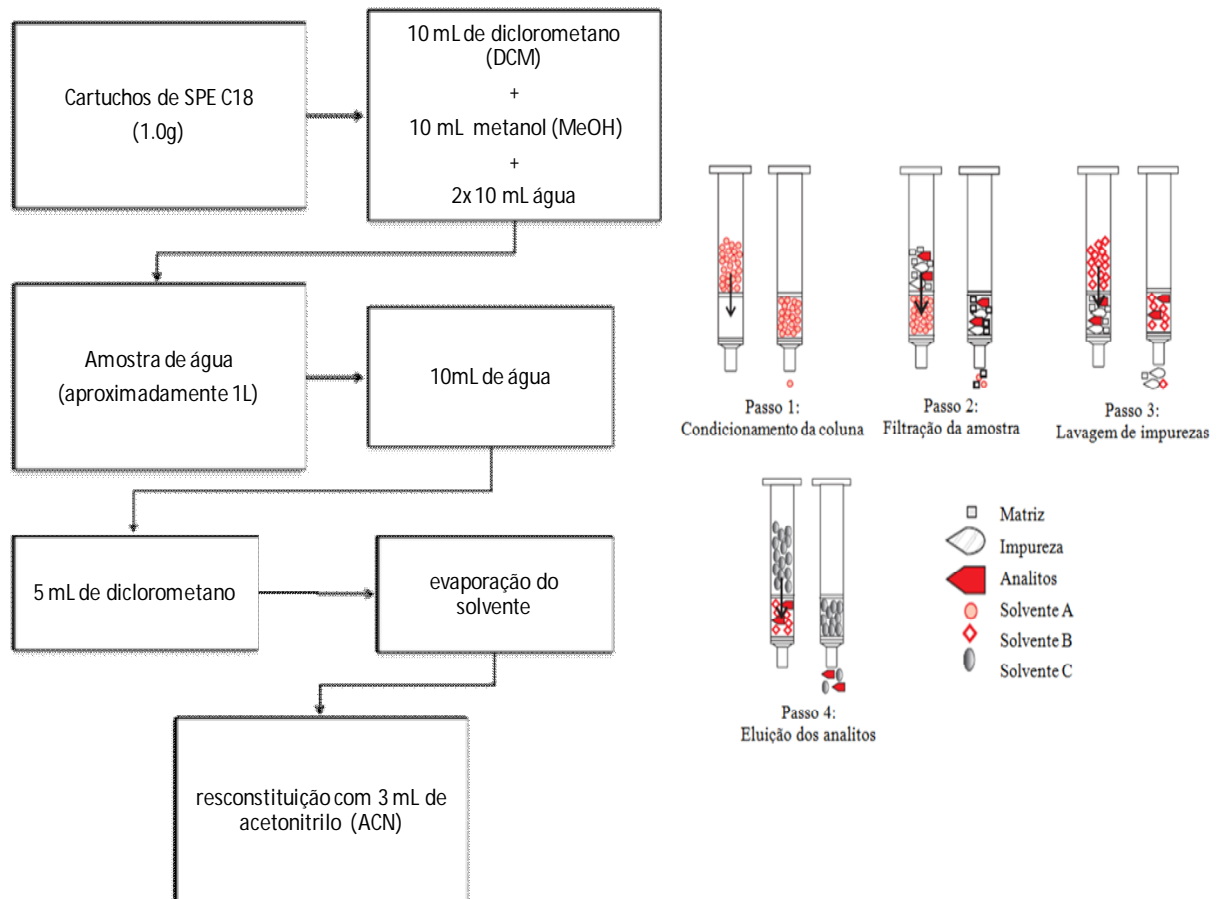 Cartuchos de SPE C18
(1.0g)
10 mL de diclorometano
(DCM)
+
10 mL metanol (MeOH)
+
2x 10 mL água
Amostra de água
(aproximadamente 1L)
10mL de água
5 mL de diclorometano
evaporação do
solvente
resconstituição com 3 mL de
acetonitrilo (ACN)
Passo 1:
Condicionamento da coluna
Passo 2:
Filtração da amostra
Passo 3:
Lavagem de impurezas
Passo 4:
Eluição dos analitos
Matriz
Impureza
Analitos
Solvente A
Solvente B
Solvente C